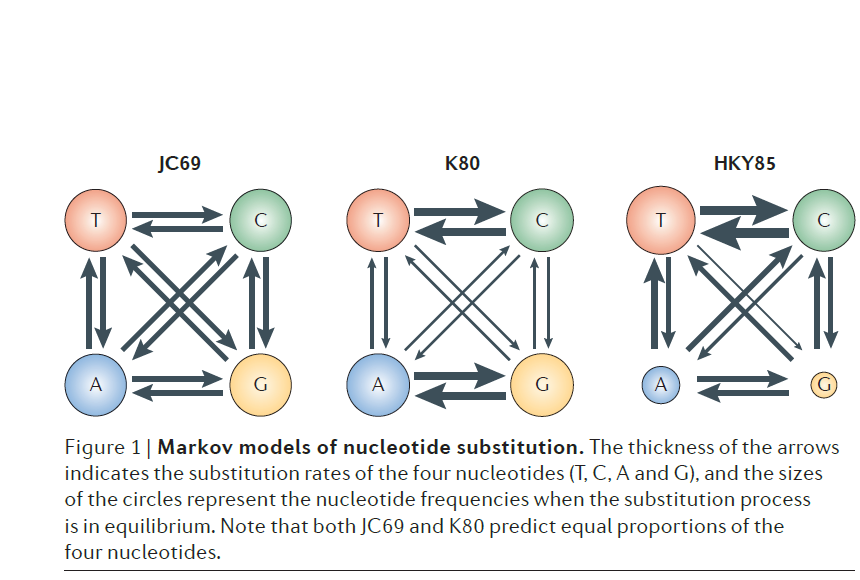 JC69 K80 HKY85
T C T C T C
A G A G A G
Figure 1 | Markov models of nucleotide substitution. The thickness of the arrows
indicates the substitution rates of the four nucleotides (T, C, A and G), and the sizes
of the circles represent the nucleotide frequencies when the substitution process
is in equilibrium. Note that both JC69 and K80 predict equal proportions of the
four nucleotides.